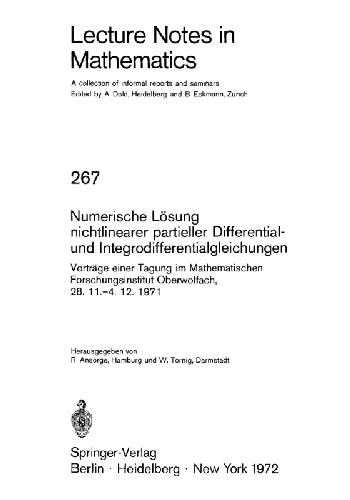 Lecture Notes in
Mathematics
A collection of informal reports and seminars
Edited by A. Dold, Heidelberg and B. Eckmann, Zürich
267
Numerische Lösung
nichtlinearer partieller Differential-
und Integrodifferentialgleichungen
Vorträge einer Tagung im Mathematischen
Forschungsinstitut Oberwolfach,
28. 11.–4. 12. 1971
Herausgegeben von
R. Ansorge, Hamburg und W. Törnig, Darmstadt
Springer-Verlag
Berlin · Heidelberg · New York 1972